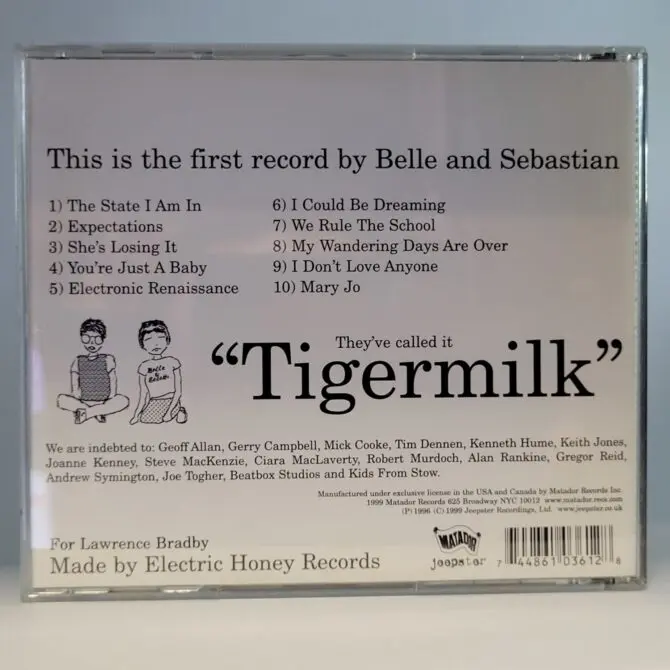 This is the first record by Belle and Sebastian
1) The State I Am In
2) Expectations
3) She's Losing It
4) You're Just A Baby
5) Electronic Renaissance
6) I Could Be Dreaming
7) We Rule The School
8) My Wandering Days Are Over
9) I Don't Love Anyone
10) Mary Jo
They've called it
“Tigermilk”
Belle
&
Sebast.
We are indebted to: Geoff Allan, Gerry Campbell, Mick Cooke, Tim Dennen, Kenneth Hume, Keith Jones,
Joanne Kenney, Steve MacKenzie, Ciara MacLaverty, Robert Murdoch, Alan Rankine, Gregor Reid,
Andrew Symington, Joe Togher, Beatbox Studios and Kids From Stow.
Manufactured under exclusive license in the USA and Canada by Matador Records Inc
1999 Matador Records 625 Broadway NYC 10012 www.matador.recs.com
(P) 1996 (C) 1999 Jeepster Recordings, Ltd. www.jeepster.co.uk
For Lawrence Bradby
Made by Electric Honey Records
MATADOR
jeepster
7 44861 03612 8